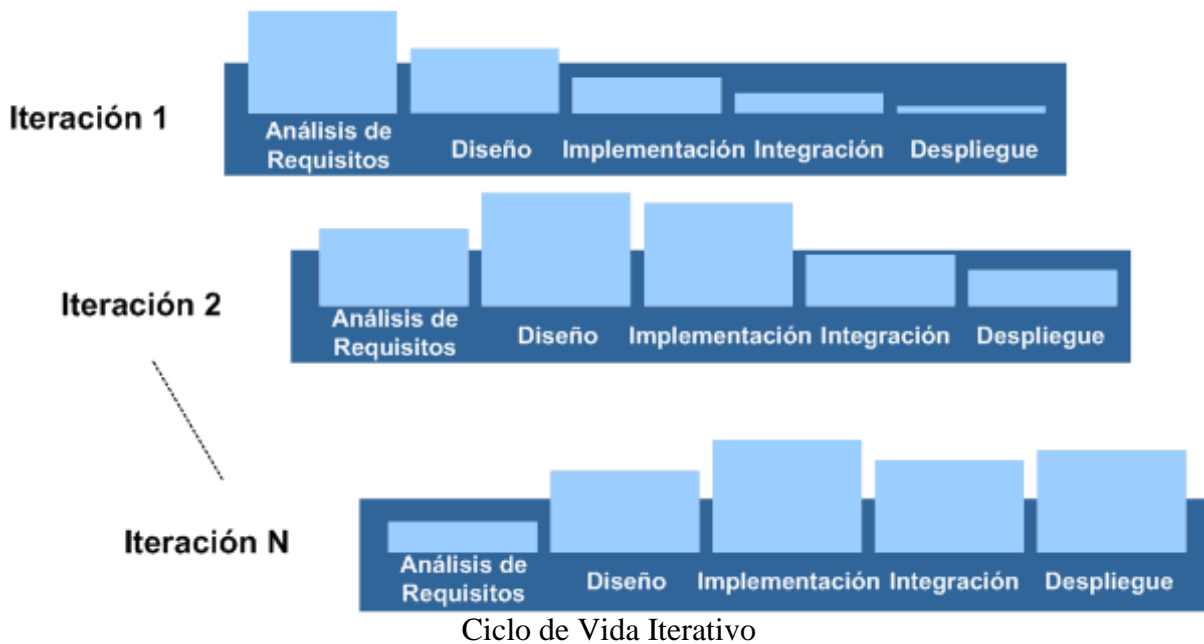 Iteración 1
Análisis de
Requisitos
Diseño
Implementación
Integración
Despliegue
Iteración 2
Análisis de
Requisitos
Diseño
Implementación
Integración
Despliegue
Iteración N
Análisis de
Requisitos
Diseño
Implementación
Integración
Despliegue
Ciclo de Vida Iterativo